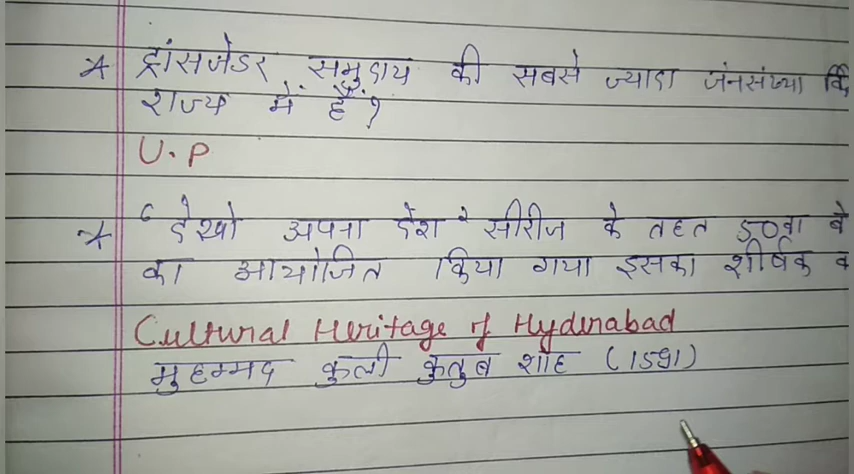 * ट्रांसजेडर समुदाय की सबसे ज्यादा जनसंख्या कि
राज्य में है?
U.P
* "देखो अपना देश" सीरीज के तहत 50वा वे
का आयोजित किया गया इसका शीर्षक क
Cultural Heritage of Hyderabad
मुहम्मद कुली कुतुब शाह (1591)